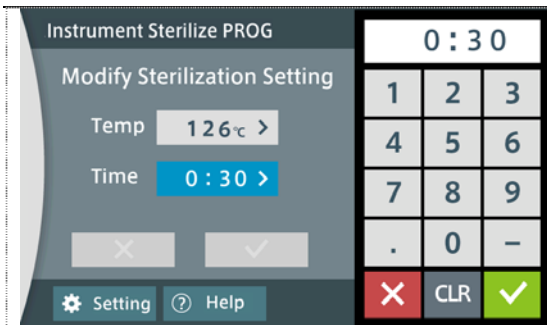 Instrument Sterilize PROG
Modify Sterilization Setting
Temp 126℃ >
Time 0:30 >
Setting ? Help
0:30
1 2 3
4 5 6
7 8 9
. 0 -
CLR